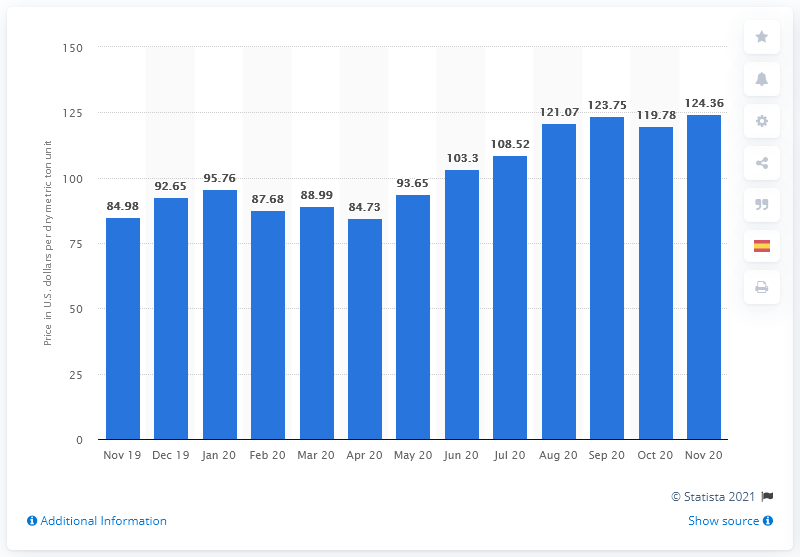 150
125
100
75
50
25
0
Price in U.S. dollars per dry metric ton unit
84.98
92.65
95.76
87.68
88.99
84.73
93.65
103.3
108.52
121.07
123.75
119.78
124.36
Nov 19
Dec 19
Jan 20
Feb 20
Mar 20
Apr 20
May 20
Jun 20
Jul 20
Aug 20
Sep 20
Oct 20
Nov 20
© Statista 2021
Additional Information
Show source